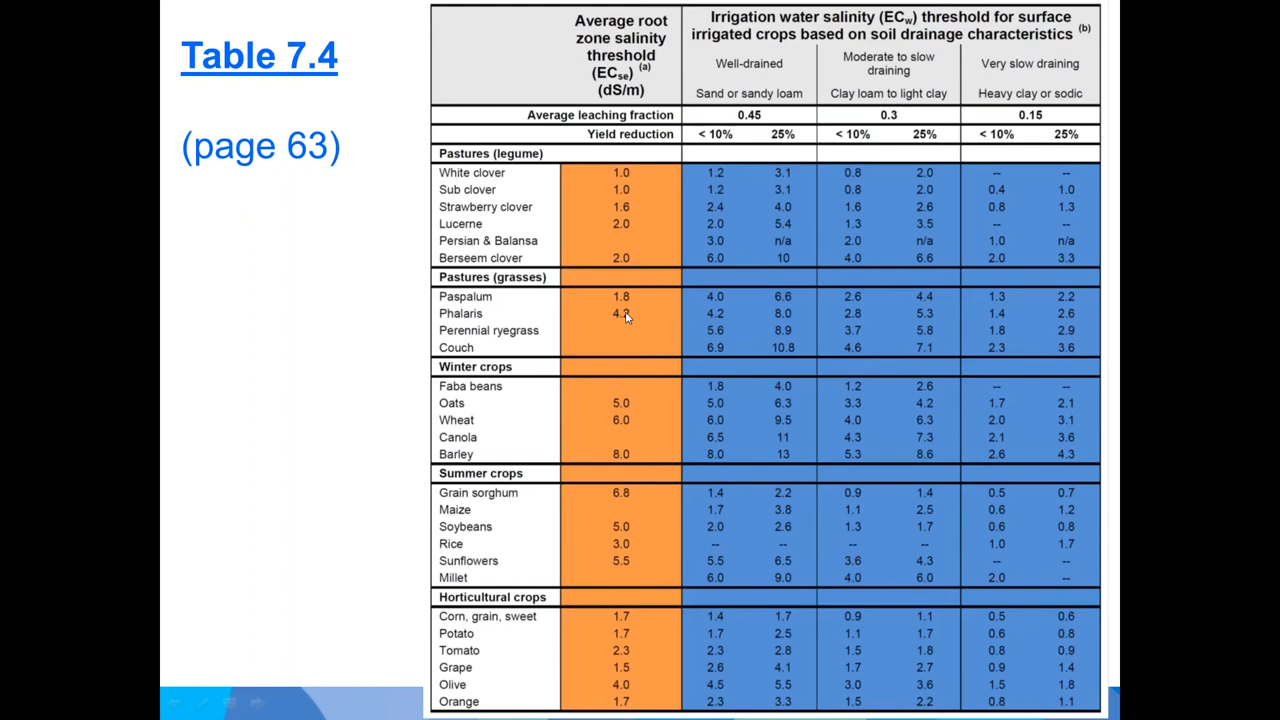 Table 7.4
(page 63)
Average root zone salinity threshold (ECse) (a) (dS/m)
Irrigation water salinity (ECw) threshold for surface irrigated crops based on soil drainage characteristics (b)
Well-drained
Moderate to slow draining
Very slow draining
Sand or sandy loam
Clay loam to light clay
Heavy clay or sodic
Average leaching fraction 0.45 0.3 0.15
Yield reduction < 10% 25% < 10% 25% < 10% 25%
Pastures (legume)
White clover 1.0 1.2 3.1 0.8 2.0 -- --
Sub clover 1.0 1.2 3.1 0.8 2.0 0.4 1.0
Strawberry clover 1.6 2.4 4.0 1.6 2.6 0.8 1.3
Lucerne 2.0 2.0 5.4 1.3 3.5 -- --
Persian & Balansa 3.0 n/a 2.0 n/a 1.0 n/a
Berseem clover 2.0 6.0 10 4.0 6.6 2.0 3.3
Pastures (grasses)
Paspalum 1.8 4.0 6.6 2.6 4.4 1.3 2.2
Phalaris 4.2 8.0 2.8 5.3 1.4 2.6
Perennial ryegrass 5.6 8.9 3.7 5.8 1.8 2.9
Couch 6.9 10.8 4.6 7.1 2.3 3.6
Winter crops
Faba beans 1.8 4.0 1.2 2.6 -- --
Oats 5.0 5.0 6.3 3.3 4.2 1.7 2.1
Wheat 6.0 6.0 9.5 4.0 6.3 2.0 3.1
Canola 6.5 11 4.3 7.3 2.1 3.6
Barley 8.0 8.0 13 5.3 8.6 2.6 4.3
Summer crops
Grain sorghum 6.8 1.4 2.2 0.9 1.4 0.5 0.7
Maize 1.7 3.8 1.1 2.5 0.6 1.2
Soybeans 5.0 2.0 2.6 1.3 1.7 0.6 0.8
Rice 3.0 -- -- -- -- 1.0 1.7
Sunflowers 5.5 5.5 6.5 3.6 4.3 -- --
Millet 6.0 9.0 4.0 6.0 2.0 --
Horticultural crops
Corn, grain, sweet 1.7 1.4 1.7 0.9 1.1 0.5 0.6
Potato 1.7 1.7 2.5 1.1 1.7 0.6 0.8
Tomato 2.3 2.3 2.8 1.5 1.8 0.8 0.9
Grape 1.5 2.6 4.1 1.7 2.7 0.9 1.4
Olive 4.0 4.5 5.5 3.0 3.6 1.5 1.8
Orange 1.7 2.3 3.3 1.5 2.2 0.8 1.1